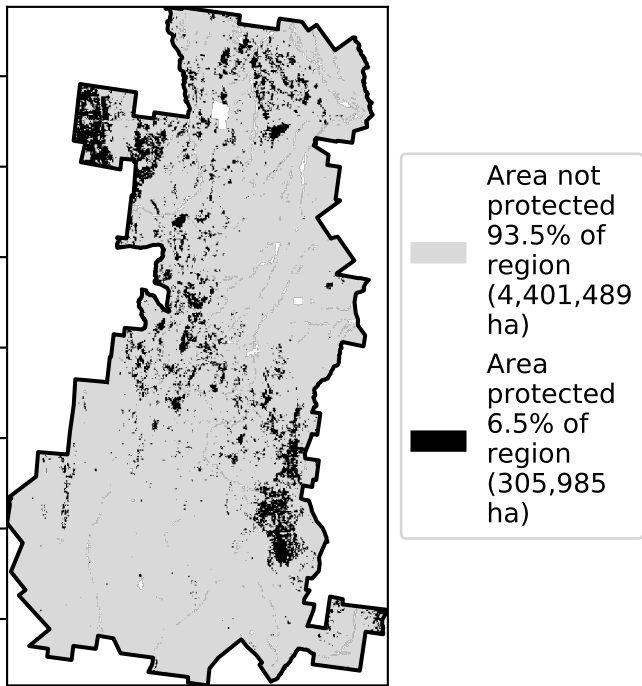 Area not
protected
93.5% of
region
(4,401,489
ha)
Area
protected
6.5% of
region
(305,985
ha)